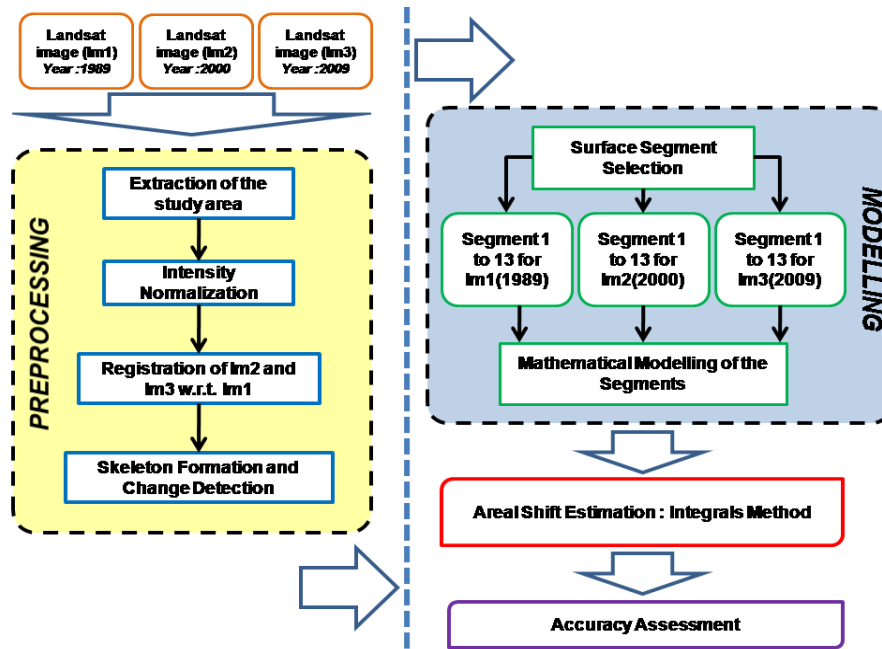 Landsat
image (Im1)
Year :1989
Landsat
image (Im2)
Year :2000
Landsat
image (Im3)
Year :2009
PREPROCESSING
Extraction of the
study area
Intensity
Normalization
Registration of Im2 and
Im3 w.r.t. Im1
Skeleton Formation and
Change Detection
MODELLING
Surface Segment
Selection
Segment 1
to 13 for
Im1(1989)
Segment 1
to 13 for
Im2(2000)
Segment 1
to 13 for
Im3(2009)
Mathematical Modelling of the
Segments
Areal Shift Estimation : Integrals Method
Accuracy Assessment